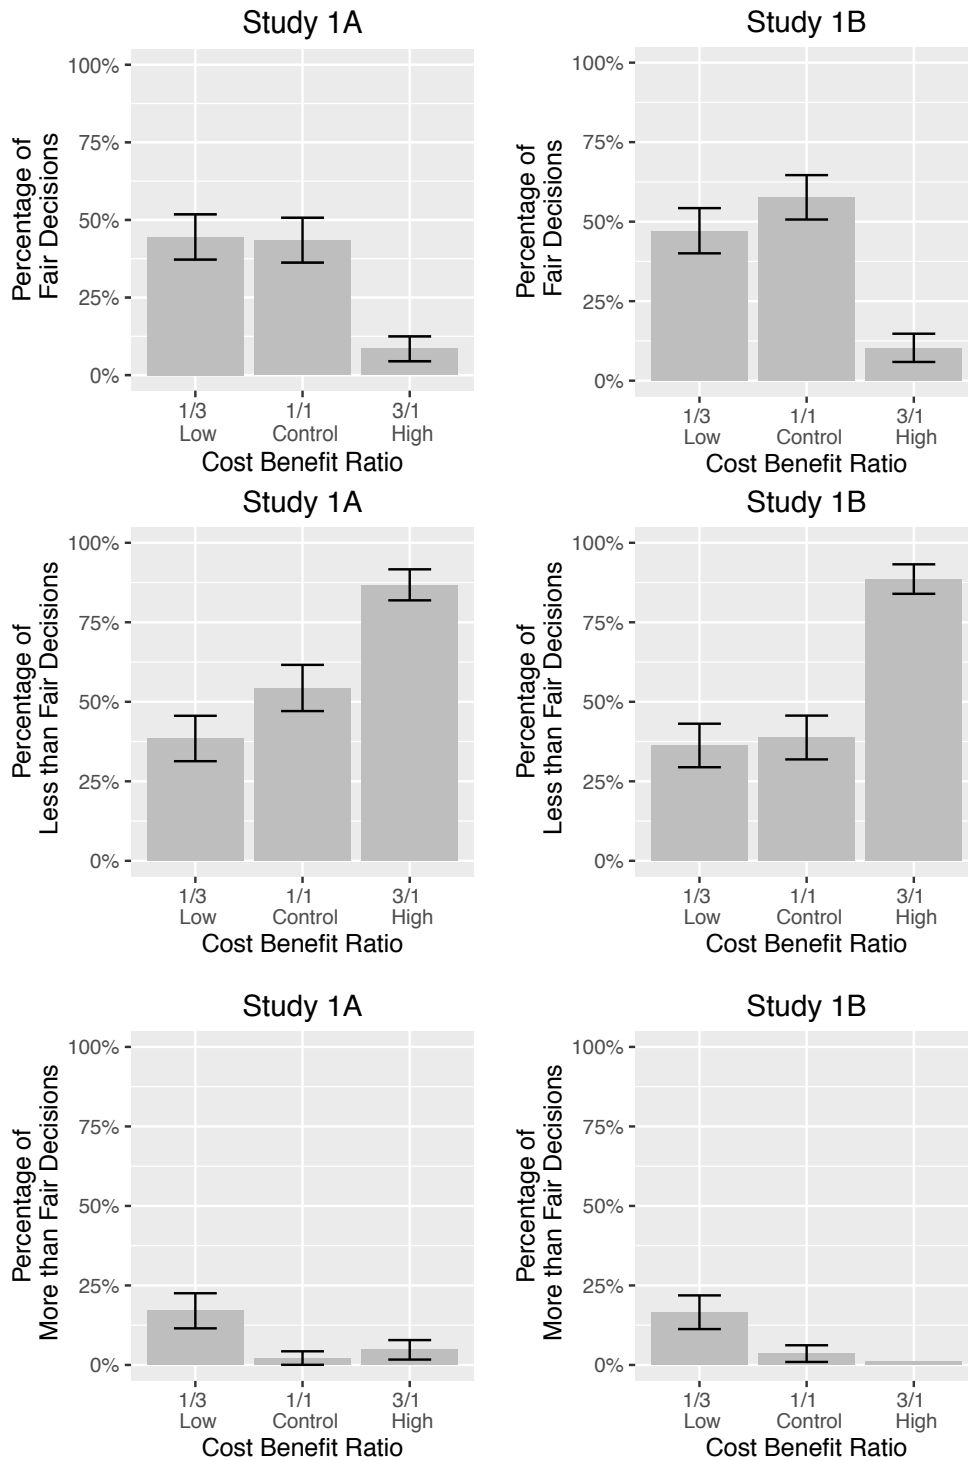 Study 1A
Percentage of
Fair Decisions
100%
75%
50%
25%
0%
1/3 1/1 3/1
Low Control High
Cost Benefit Ratio
Study 1B
Percentage of
Fair Decisions
100%
75%
50%
25%
0%
1/3 1/1 3/1
Low Control High
Cost Benefit Ratio
Study 1A
Percentage of
Less than Fair Decisions
100%
75%
50%
25%
0%
1/3 1/1 3/1
Low Control High
Cost Benefit Ratio
Study 1B
Percentage of
Less than Fair Decisions
100%
75%
50%
25%
0%
1/3 1/1 3/1
Low Control High
Cost Benefit Ratio
Study 1A
Percentage of
More than Fair Decisions
100%
75%
50%
25%
0%
1/3 1/1 3/1
Low Control High
Cost Benefit Ratio
Study 1B
Percentage of
More than Fair Decisions
100%
75%
50%
25%
0%
1/3 1/1 3/1
Low Control High
Cost Benefit Ratio